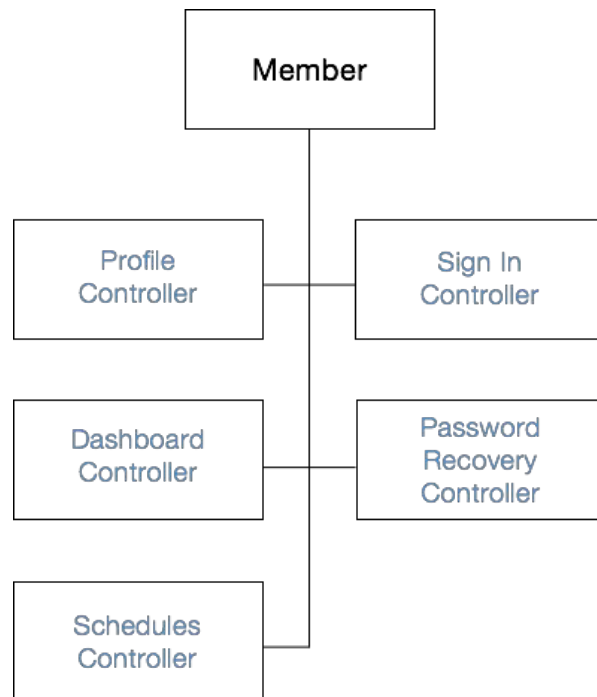 Member
Profile
Controller
Sign In
Controller
Dashboard
Controller
Password
Recovery
Controller
Schedules
Controller